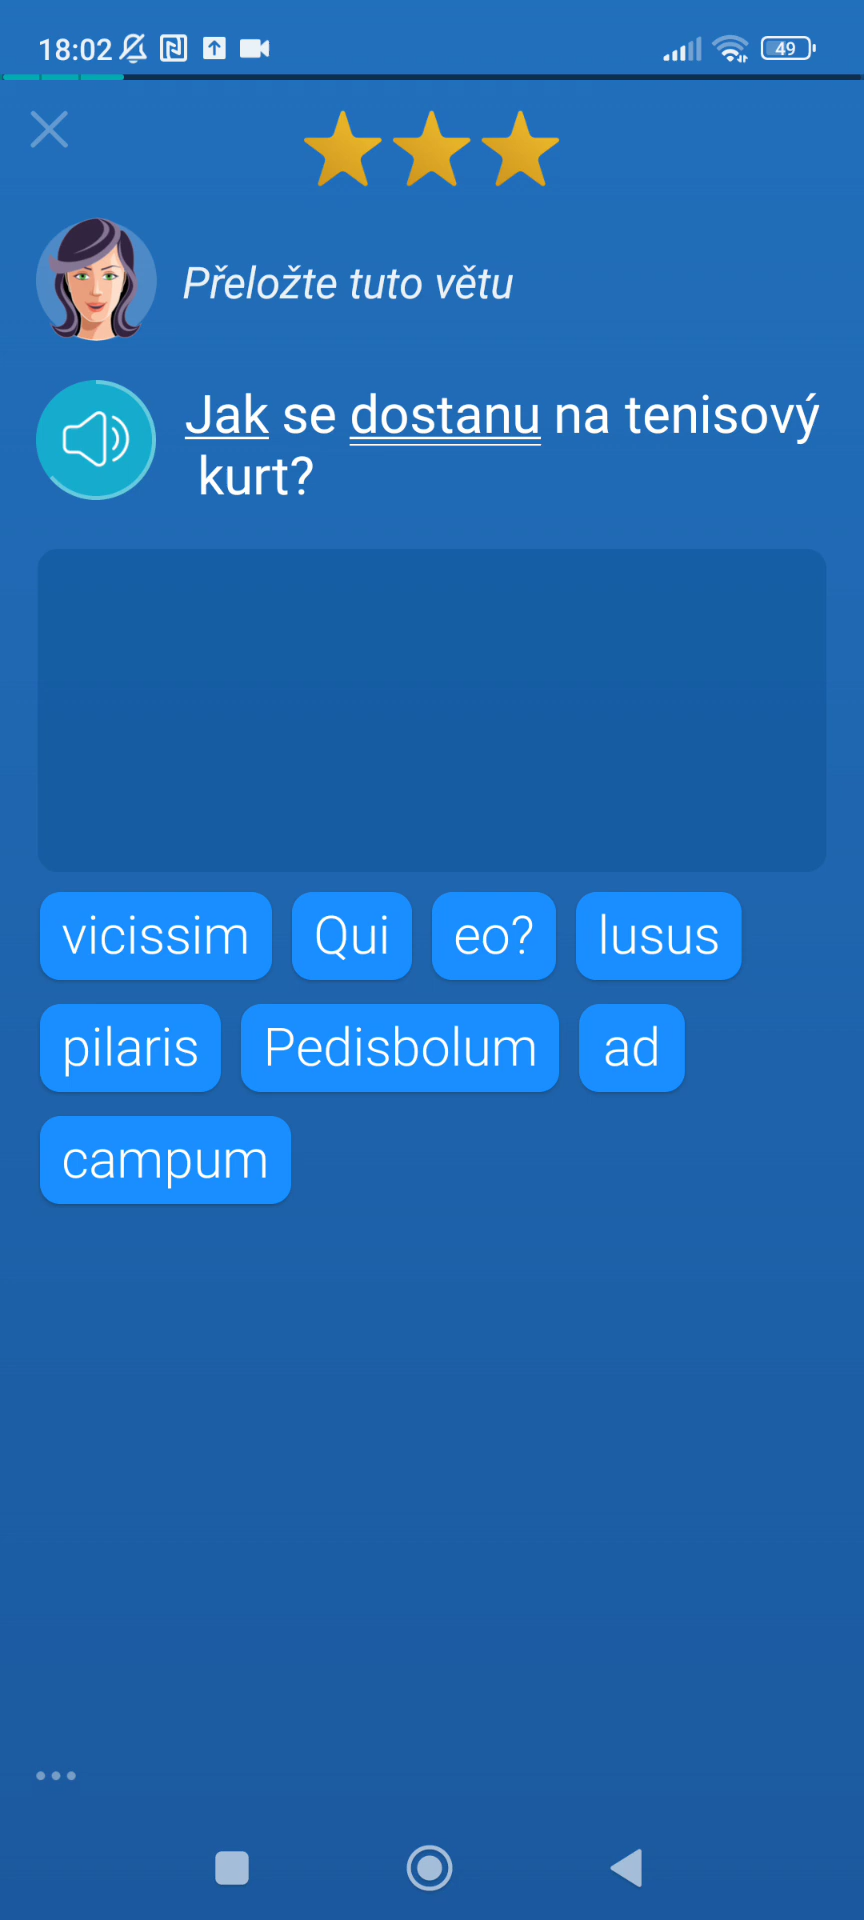 18:02
49
Přeložte tuto větu
Jak se dostanu na tenisový
kurt?
vicissim Qui eo? lusus
pilaris Pedisbolum ad
campum